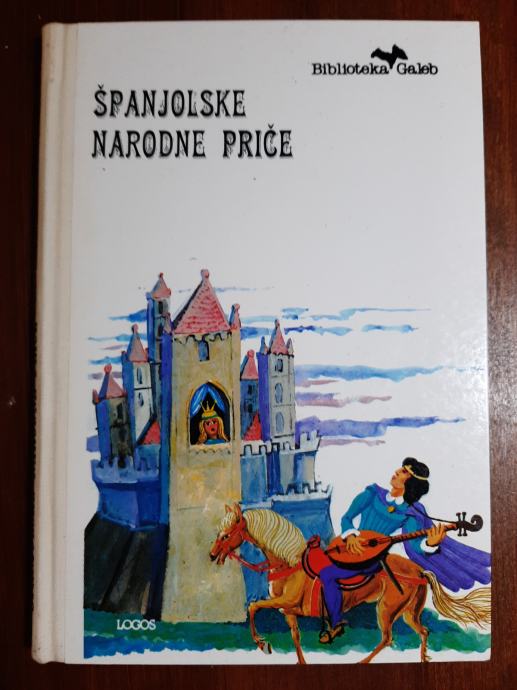 Biblioteka Galeb
ŠPANJOLSKE
NARODNE PRIČE
LOGOS